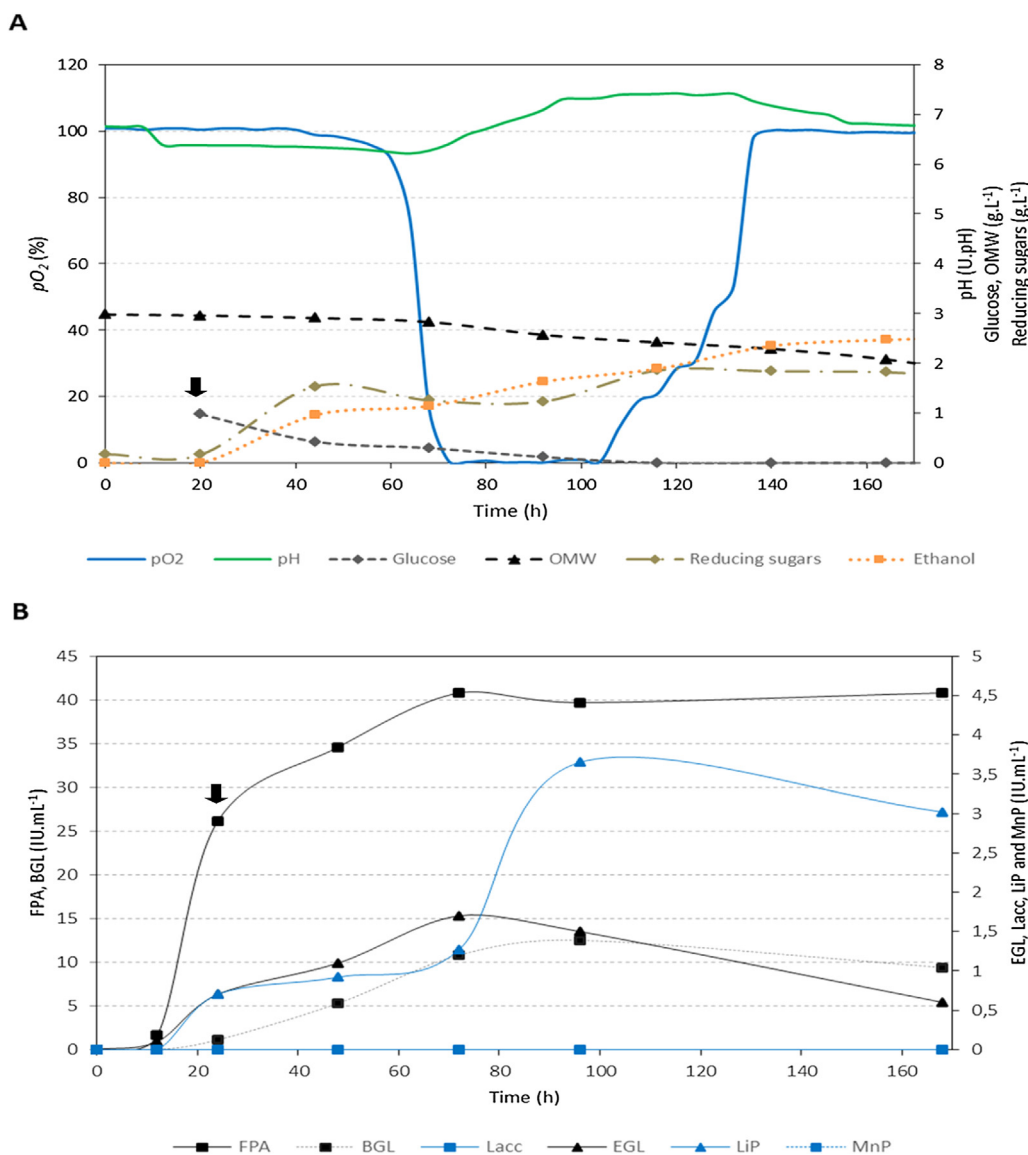 A
120
100
80
60
40
20
0
pO2 (%)
8
7
6
5
4
3
2
1
0
pH (U.pH)
Glucose, OMW (g.L-1)
Reducing sugars (g.L-1)
0 20 40 60 80 100 120 140 160
Time (h)
pO2 pH Glucose OMW Reducing sugars Ethanol
B
45
40
35
30
25
20
15
10
5
0
FPA, BGL (IU.mL-1)
5
4,5
4
3,5
3
2,5
2
1,5
1
0,5
0
EGL, Lacc, LiP and MnP (IU.mL-1)
0 20 40 60 80 100 120 140 160
Time (h)
FPA BGL Lacc EGL LiP MnP